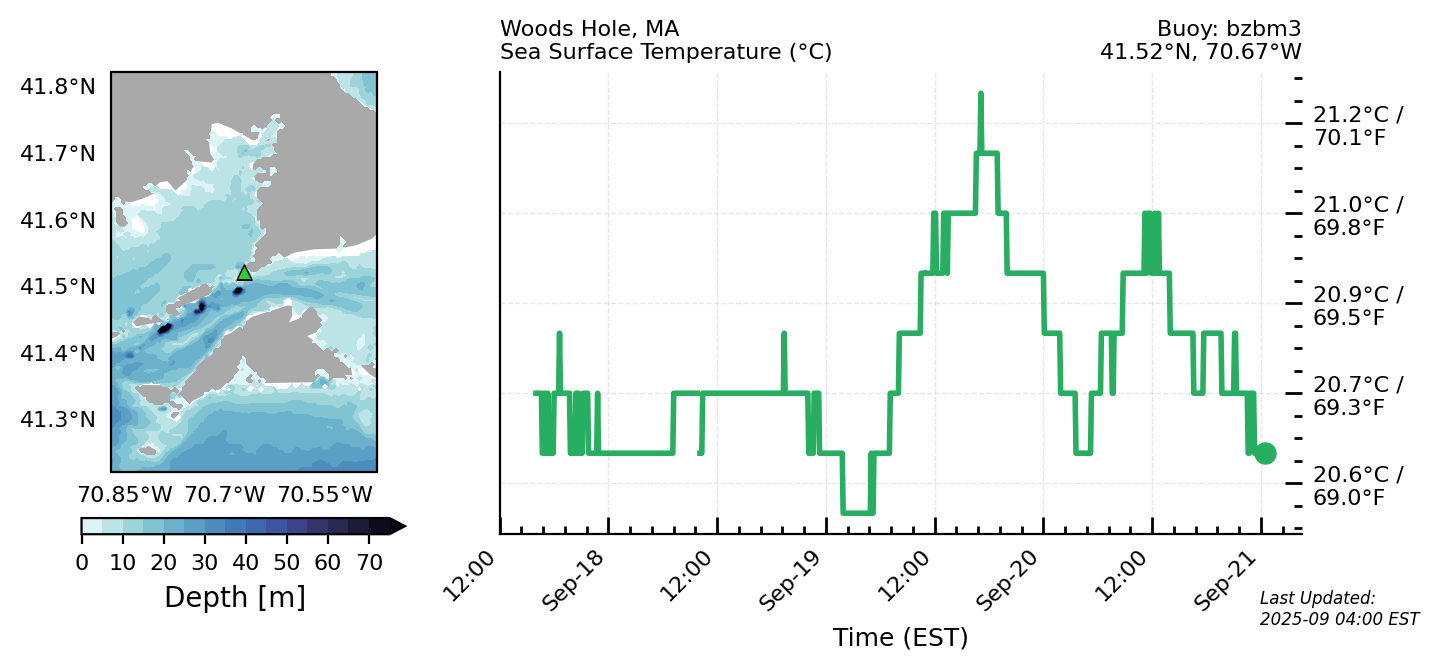 Woods Hole, MA
Sea Surface Temperature (°C)
Buoy: bzbm3
41.52°N, 70.67°W
41.8°N
41.7°N
41.6°N
41.5°N
41.4°N
41.3°N
70.85°W 70.7°W 70.55°W
0 10 20 30 40 50 60 70
Depth [m]
21.2°C /
70.1°F
21.0°C /
69.8°F
20.9°C /
69.5°F
20.7°C /
69.3°F
20.6°C /
69.0°F
12:00 Sep-18 12:00 Sep-19 12:00 Sep-20 12:00 Sep-21
Time (EST)
Last Updated:
2025-09 04:00 EST